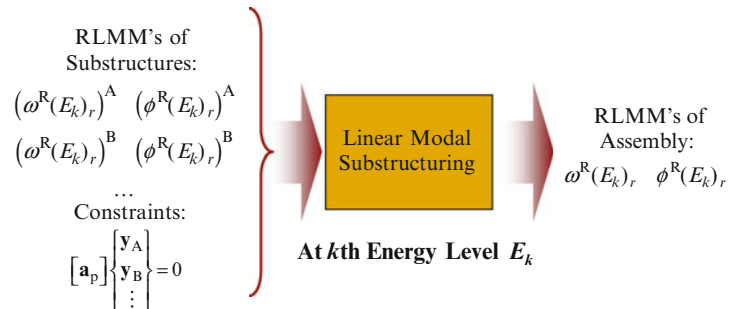 RLMM's of
Substructures:
(ω^R(E_k)_r)^A (ϕ^R(E_k)_r)^A
(ω^R(E_k)_r)^B (ϕ^R(E_k)_r)^B
...
Constraints:
[a_p]{y_A y_B ⋮}=0
Linear Modal
Substructuring
At kth Energy Level E_k
RLMM's of
Assembly:
ω^R(E_k)_r ϕ^R(E_k)_r